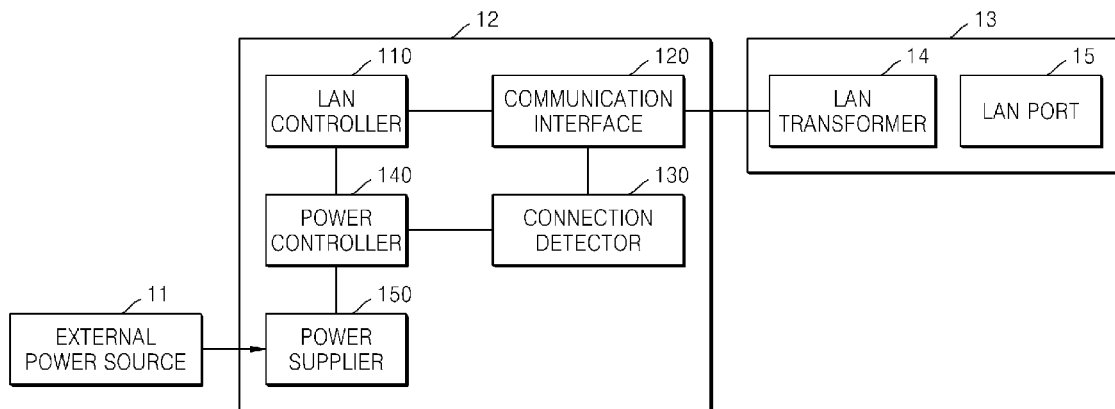 12
13
110
LAN
CONTROLLER
120
COMMUNICATION
INTERFACE
14
LAN
TRANSFORMER
15
LAN PORT
140
POWER
CONTROLLER
130
CONNECTION
DETECTOR
11
EXTERNAL
POWER SOURCE
150
POWER
SUPPLIER